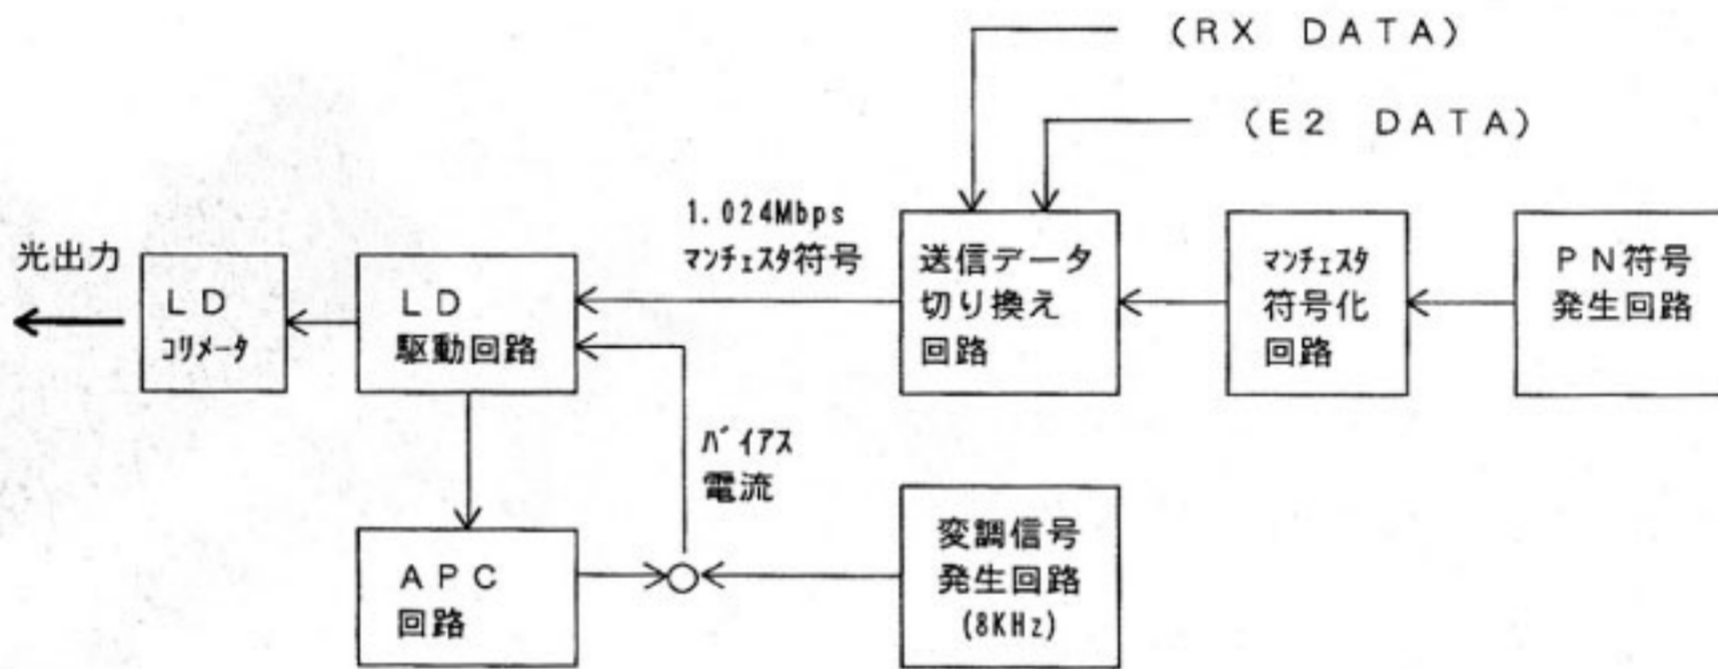 (RX DATA)
(E2 DATA)
1.024Mbps
ﾏﾝﾁｪｽﾀ符号
光出力
LD
ｺﾘﾒｰﾀ
LD
駆動回路
送信データ
切り換え
回路
ﾏﾝﾁｪｽﾀ
符号化
回路
PN符号
発生回路
ﾊﾞｲｱｽ
電流
APC
回路
変調信号
発生回路
(8KHz)